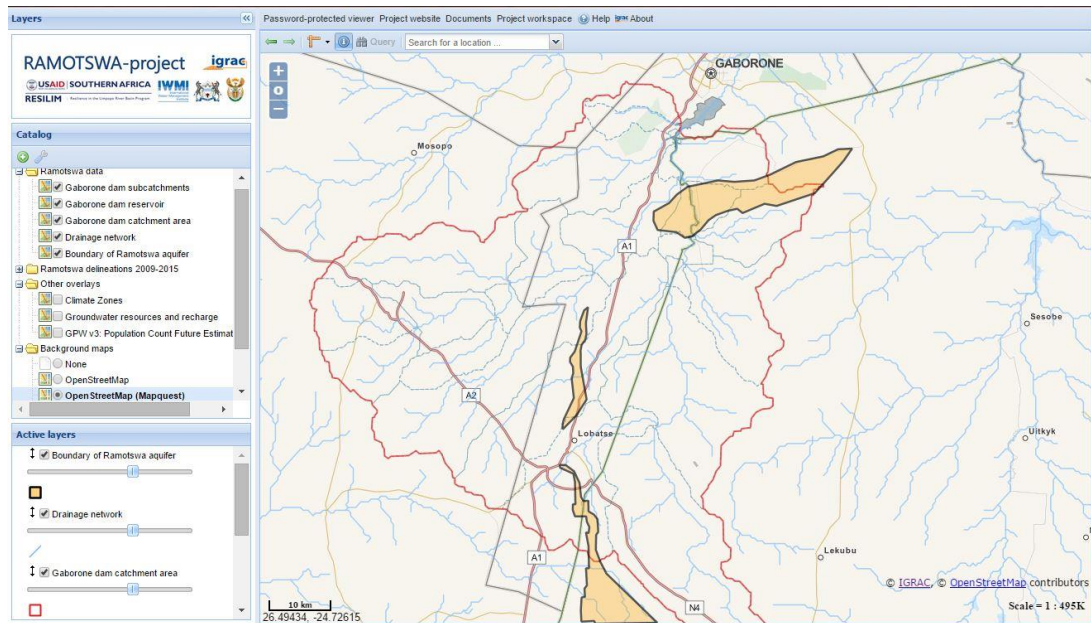 Layers
RAMOTSWA-project igrac
USAID SOUTHERN AFRICA IWMI
RESILIM
Catalog
Ramotswa data
Gaborone dam subcatchments
Gaborone dam reservoir
Gaborone dam catchment area
Drainage network
Boundary of Ramotswa aquifer
Ramotswa delineations 2009-2015
Other overlays
Climate Zones
Groundwater resources and recharge
GPW v3: Population Count Future Estimat
Background maps
None
OpenStreetMap
OpenStreetMap (Mapquest)
Active layers
Boundary of Ramotswa aquifer
Drainage network
Gaborone dam catchment area
Password-protected viewer Project website Documents Project workspace Help igrac About
Query Search for a location ...
GABORONE
Mosopo
A1
Sesobe
A2
Lobatse
Uitkyk
A1
Lekubu
N4
© IGRAC, © OpenStreetMap contributors
10 km
Scale = 1 : 495K
26.49434, -24.72615